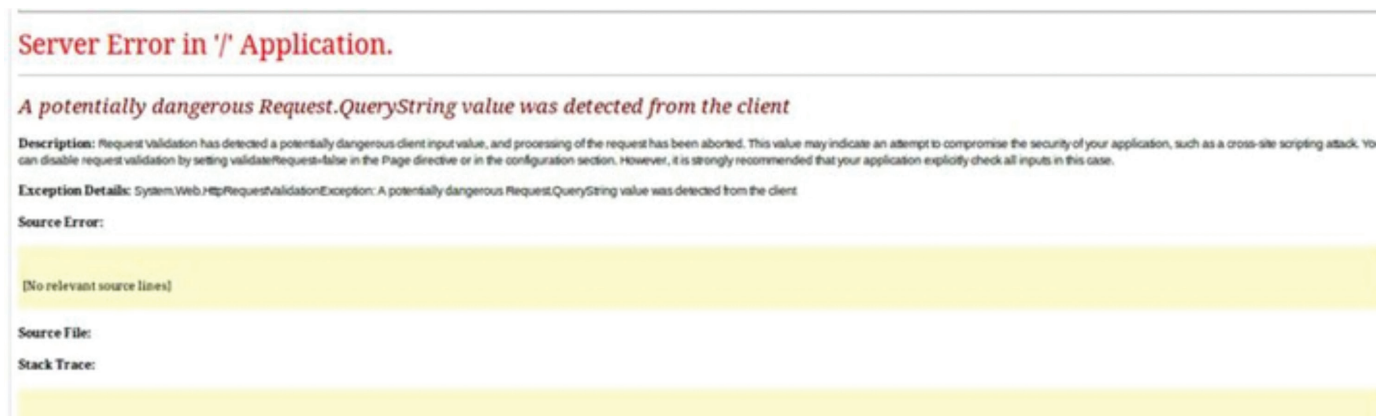 Server Error in '/' Application.
A potentially dangerous Request.QueryString value was detected from the client
Description: Request Validation has detected a potentially dangerous client input value, and processing of the request has been aborted. This value may indicate an attempt to compromise the security of your application, such as a cross-site scripting attack. Yo
can disable request validation by setting validateRequest=false in the Page directive or in the configuration section. However, it is strongly recommended that your application explicitly check all inputs in this case.
Exception Details: System.Web.HttpRequestValidationException: A potentially dangerous Request.QueryString value was detected from the client
Source Error:
[No relevant source lines]
Source File:
Stack Trace: